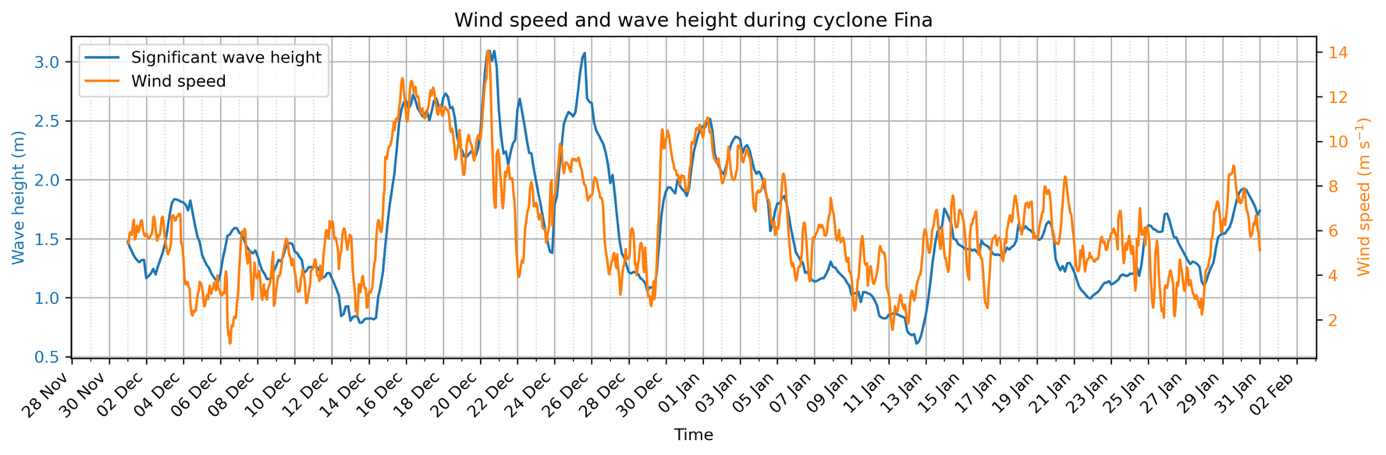 Wind speed and wave height during cyclone Fina
Significant wave height
Wind speed
Wave height (m)
3.0
2.5
2.0
1.5
1.0
0.5
Wind speed (m s⁻¹)
14
12
10
8
6
4
2
28 Nov
30 Nov
02 Dec
04 Dec
06 Dec
08 Dec
10 Dec
12 Dec
14 Dec
16 Dec
18 Dec
20 Dec
22 Dec
24 Dec
26 Dec
28 Dec
30 Dec
01 Jan
03 Jan
05 Jan
07 Jan
09 Jan
11 Jan
13 Jan
15 Jan
17 Jan
19 Jan
21 Jan
23 Jan
25 Jan
27 Jan
29 Jan
31 Jan
02 Feb
Time